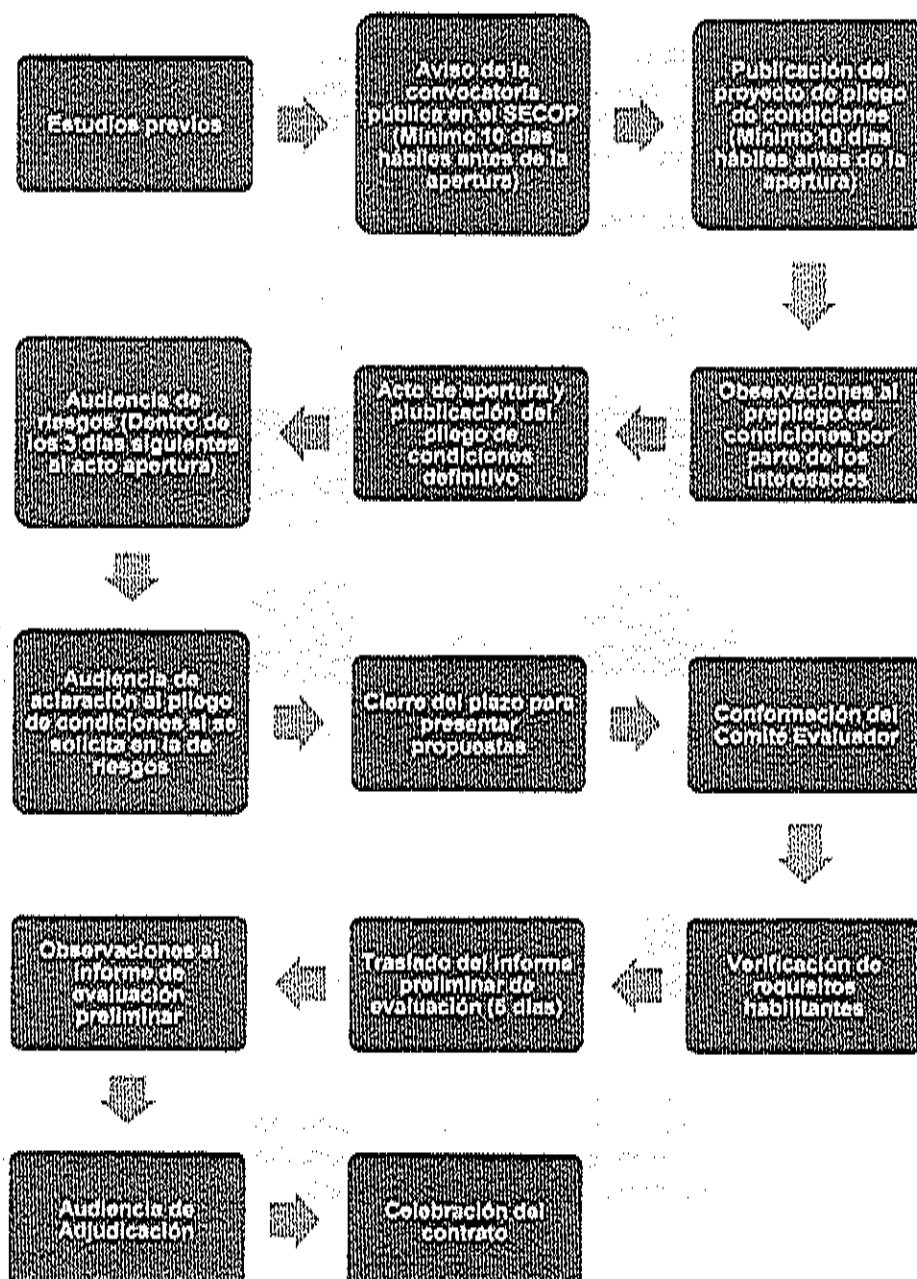 Estudios previos
Aviso de la
convocatoria
pública en el SECOP
(Mínimo 10 días
hábiles antes de la
apertura)
Publicación del
proyecto de pliego
de condiciones
(Mínimo 10 días
hábiles antes de la
apertura)
Observaciones al
prepliego de
condiciones por
parte de los
interesados
Acto de apertura y
plublicación del
pliego de
condiciones
definitivo
Audiencia de
riesgos (Dentro de
los 3 días siguientes
al acto apertura)
Audiencia de
aclaración al pliego
de condiciones si se
solicita en la de
riesgos
Cierre del plazo para
presentar
propuestas
Conformación del
Comité Evaluador
Verificación de
requisitos
habilitantes
Traslado del informe
preliminar de
evaluación (5 días)
Observaciones al
informe de
evaluación
preliminar
Audiencia de
Adjudicación
Celebración del
contrato